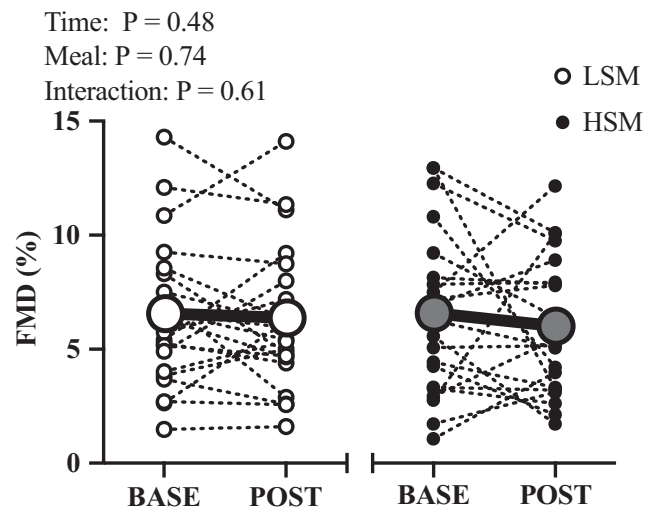 Time: P = 0.48
Meal: P = 0.74
Interaction: P = 0.61
LSM
HSM
15
10
5
0
FMD (%)
BASE POST BASE POST